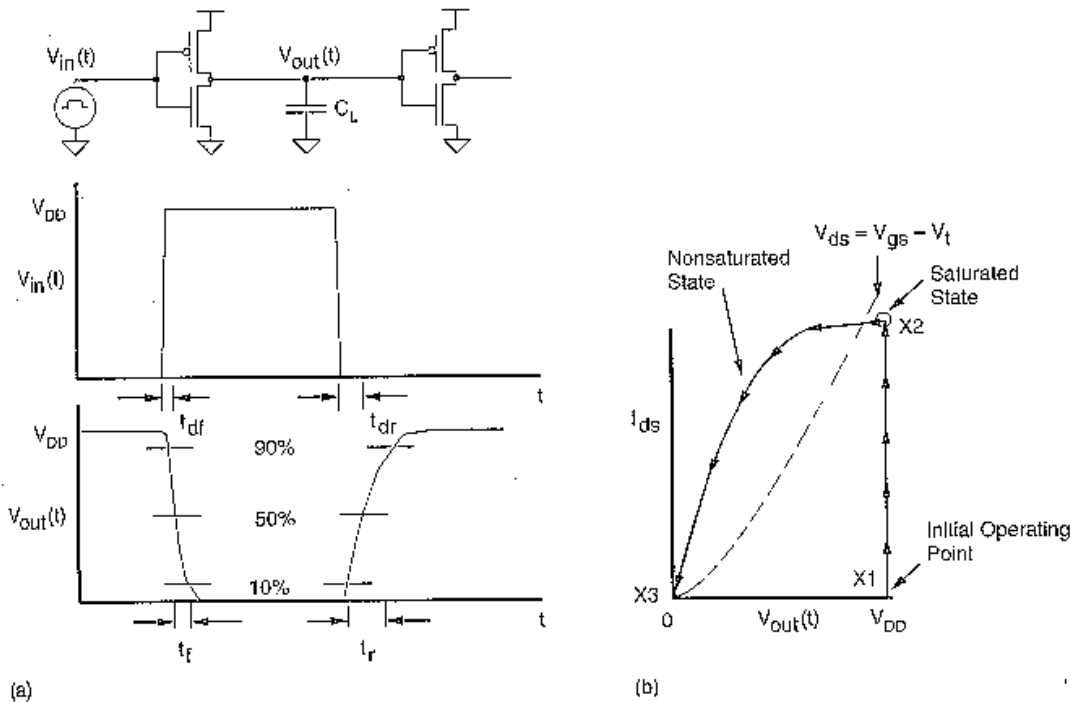 V_in(t)
V_out(t)
C_L
V_DD
V_in(t)
t
t_df
t_dr
V_DD
90%
V_out(t)
50%
10%
t
t_f
t_r
(a)
V_ds = V_gs – V_t
Nonsaturated
State
Saturated
State
X2
I_ds
Initial Operating
Point
X1
X3
0
V_out(t)
V_DD
(b)